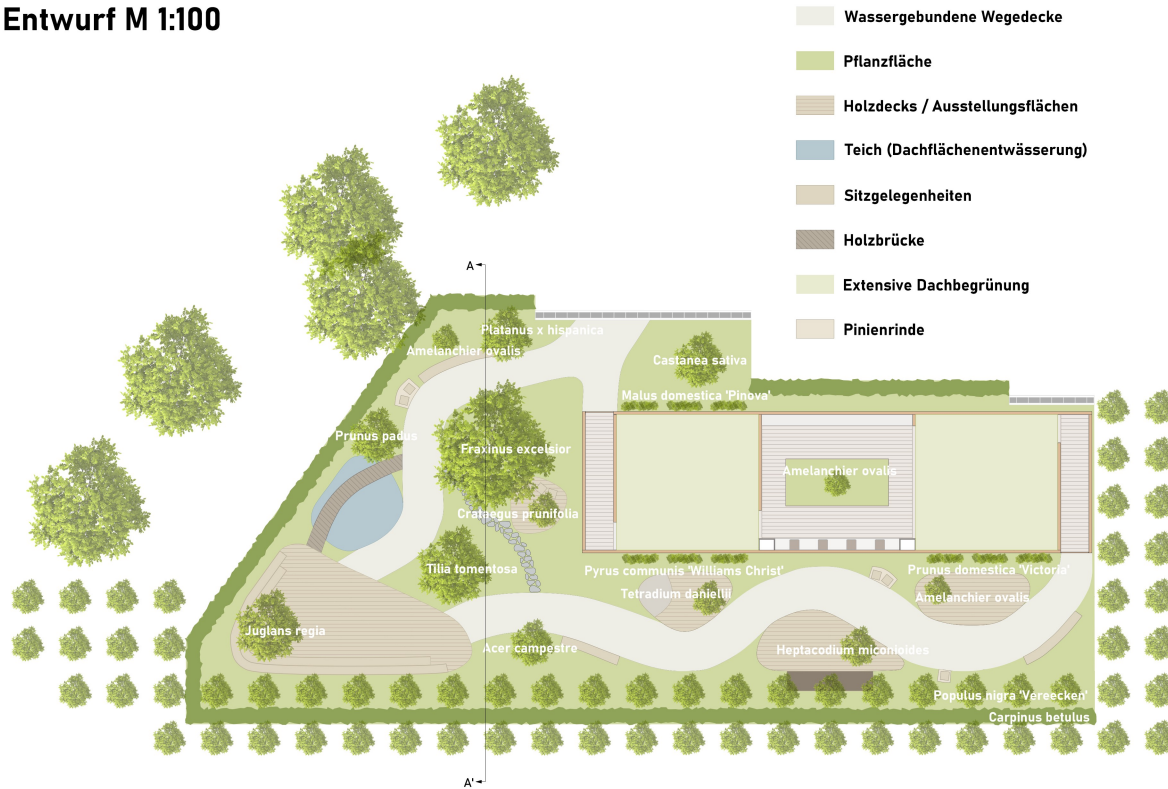 Entwurf M 1:100
Wassergebundene Wegedecke
Pflanzfläche
Holzdecks / Ausstellungsflächen
Teich (Dachflächenentwässerung)
Sitzgelegenheiten
Holzbrücke
Extensive Dachbegrünung
Pinienrinde
A
Platanus x hispanica
Amelanchier ovalis
Castanea sativa
Malus domestica 'Pinova'
Prunus padus
Fraxinus excelsior
Amelanchier ovalis
Crataegus prunifolia
Tilia tomentosa
Pyrus communis 'Williams Christ'
Prunus domestica 'Victoria'
Tetradium daniellii
Amelanchier ovalis
Juglans regia
Acer campestre
Heptacodium miconioides
Populus nigra 'Vereecken'
Carpinus betulus
A'